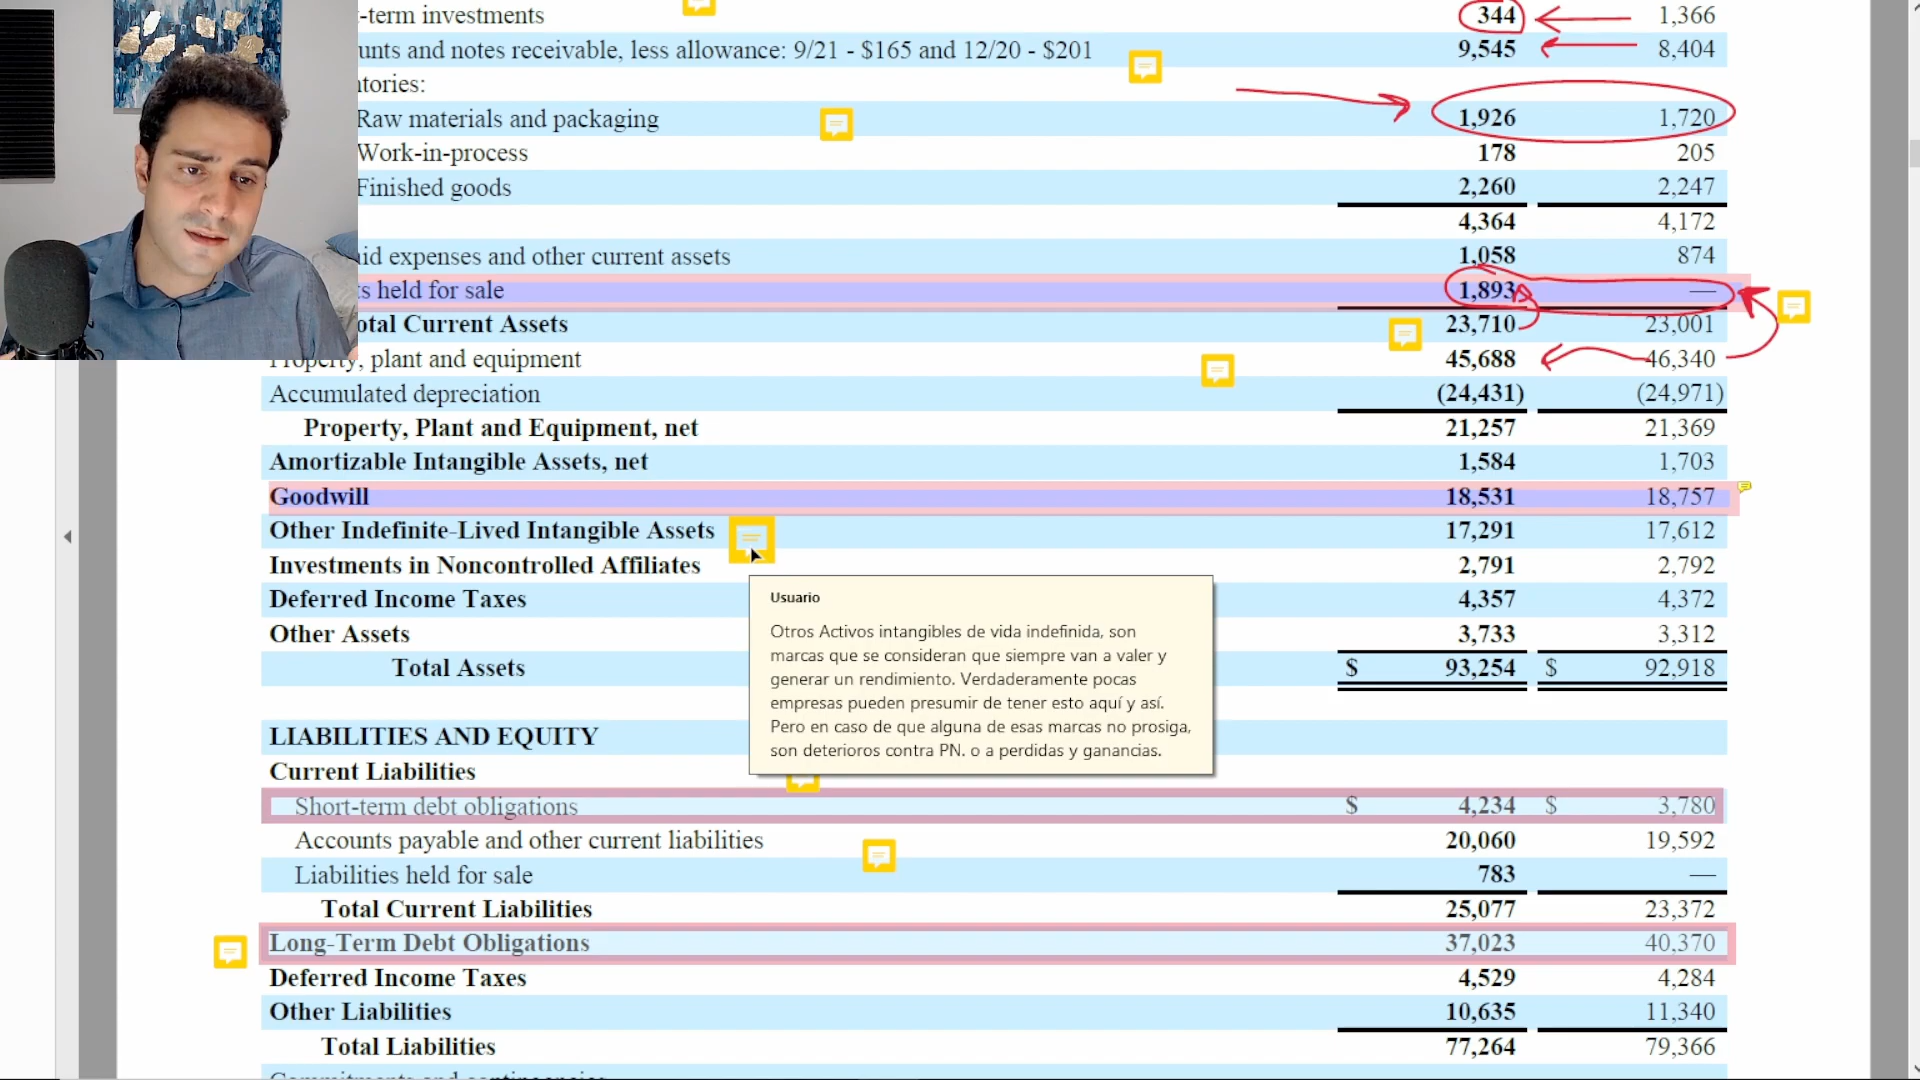 -term investments 344 1,366
unts and notes receivable, less allowance: 9/21 - $165 and 12/20 - $201 9,545 8,404
ntories:
Raw materials and packaging 1,926 1,720
Work-in-process 178 205
Finished goods 2,260 2,247
4,364 4,172
id expenses and other current assets 1,058 874
s held for sale 1,893 —
otal Current Assets 23,710 23,001
Property, plant and equipment 45,688 46,340
Accumulated depreciation (24,431) (24,971)
Property, Plant and Equipment, net 21,257 21,369
Amortizable Intangible Assets, net 1,584 1,703
Goodwill 18,531 18,757
Other Indefinite-Lived Intangible Assets 17,291 17,612
Investments in Noncontrolled Affiliates 2,791 2,792
Deferred Income Taxes 4,357 4,372
Other Assets 3,733 3,312
Total Assets $ 93,254 $ 92,918
Usuario
Otros Activos intangibles de vida indefinida, son
marcas que se consideran que siempre van a valer y
generar un rendimiento. Verdaderamente pocas
empresas pueden presumir de tener esto aquí y así.
Pero en caso de que alguna de esas marcas no prosiga,
son deterioros contra PN. o a perdidas y ganancias.
LIABILITIES AND EQUITY
Current Liabilities
Short-term debt obligations $ 4,234 $ 3,780
Accounts payable and other current liabilities 20,060 19,592
Liabilities held for sale 783 —
Total Current Liabilities 25,077 23,372
Long-Term Debt Obligations 37,023 40,370
Deferred Income Taxes 4,529 4,284
Other Liabilities 10,635 11,340
Total Liabilities 77,264 79,366